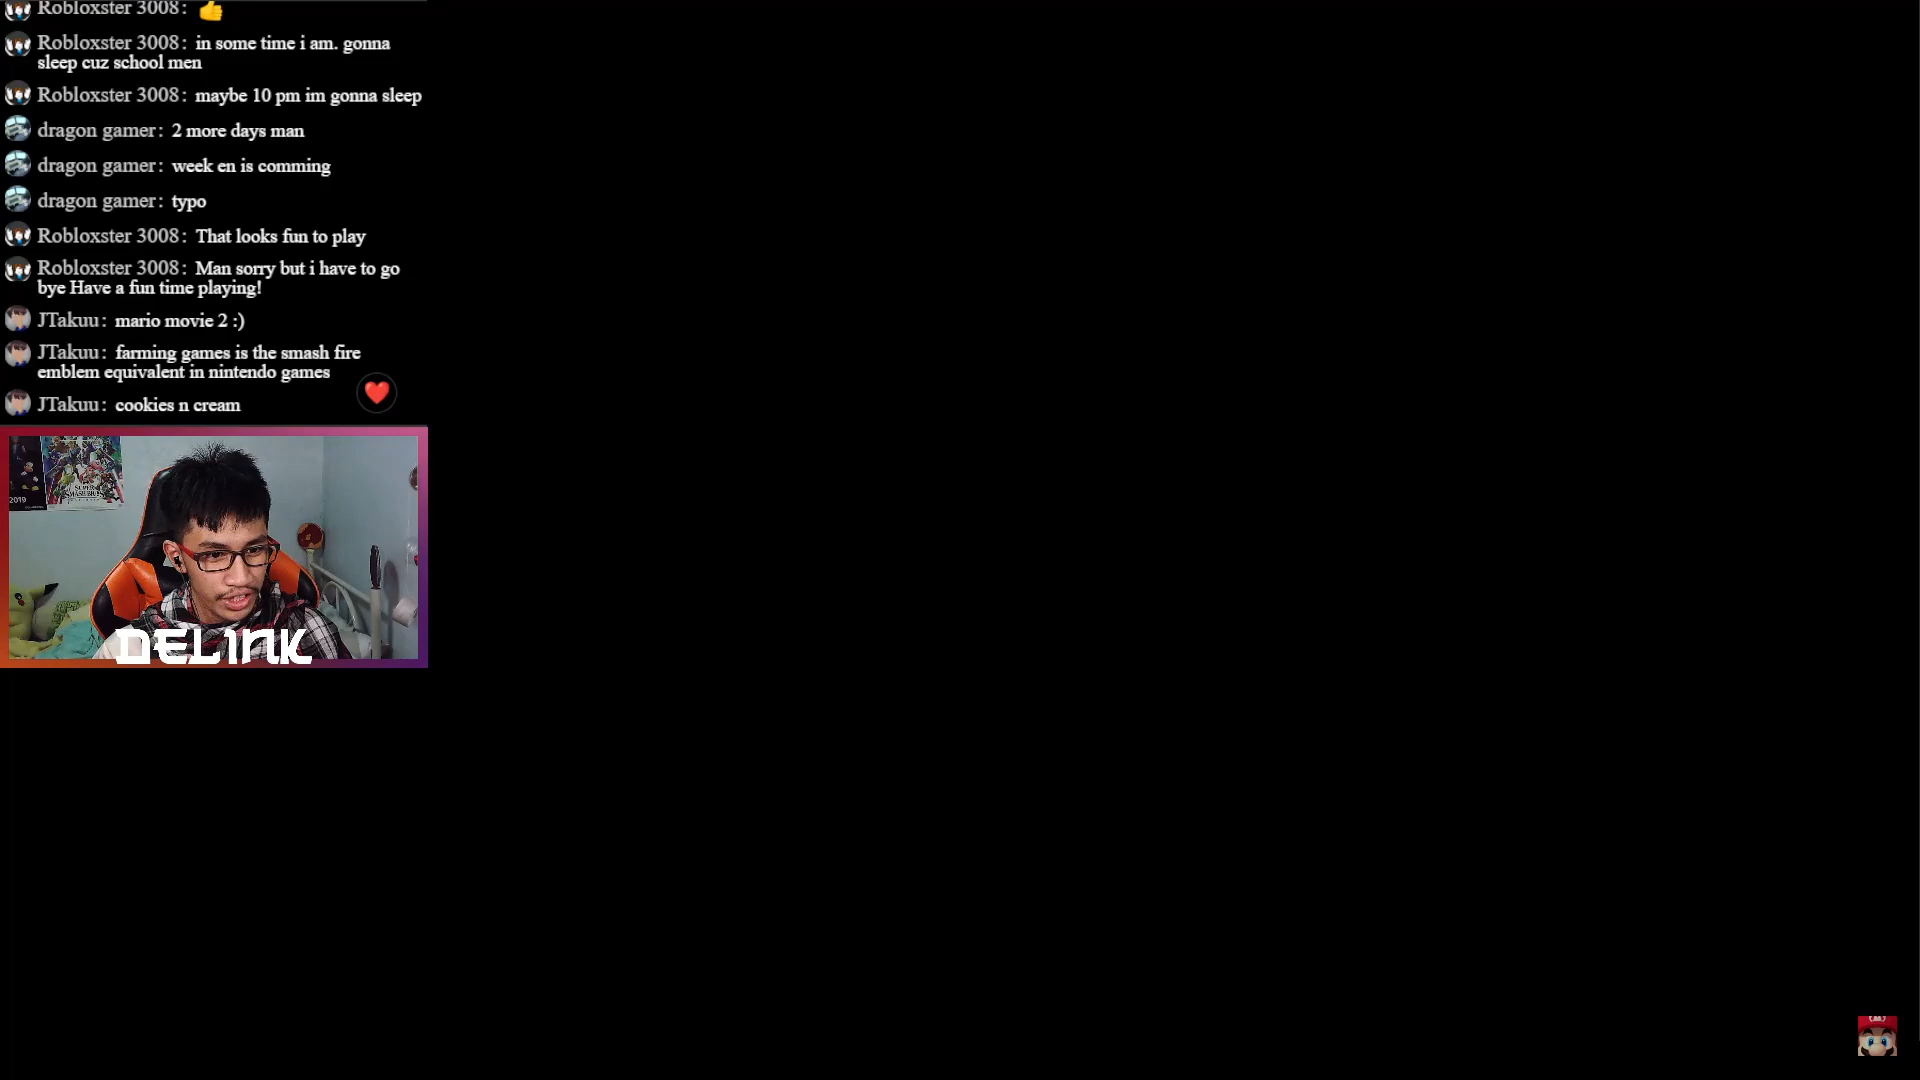 Robloxster 3008: 👍
Robloxster 3008: in some time i am. gonna
sleep cuz school men
Robloxster 3008: maybe 10 pm im gonna sleep
dragon gamer: 2 more days man
dragon gamer: week en is comming
dragon gamer: typo
Robloxster 3008: That looks fun to play
Robloxster 3008: Man sorry but i have to go
bye Have a fun time playing!
JTakuu: mario movie 2 :)
JTakuu: farming games is the smash fire
emblem equivalent in nintendo games
JTakuu: cookies n cream
SUPER
SMASH BROS
2019
DELINK